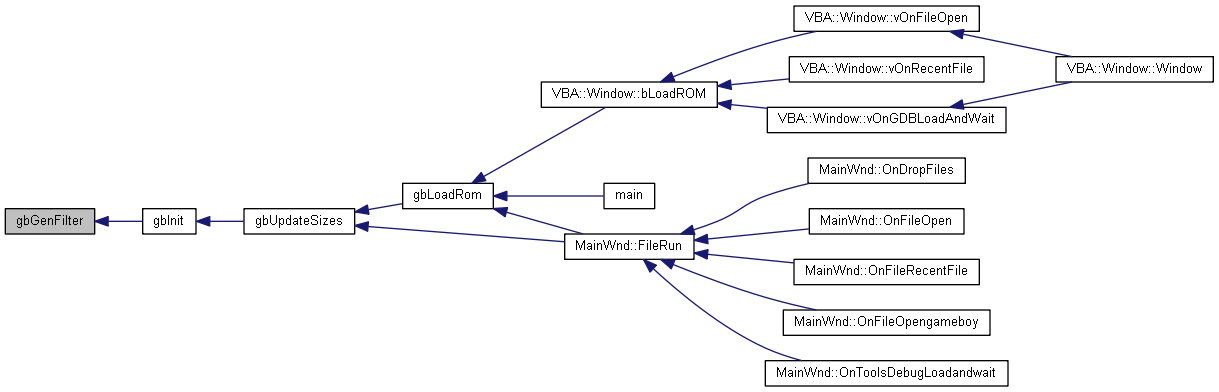 VBA::Window::vOnFileOpen
VBA::Window::vOnRecentFile
VBA::Window::Window
VBA::Window::bLoadROM
VBA::Window::vOnGDBLoadAndWait
MainWnd::OnDropFiles
gbLoadRom
main
gbGenFilter
gbInit
gbUpdateSizes
MainWnd::OnFileOpen
MainWnd::FileRun
MainWnd::OnFileRecentFile
MainWnd::OnFileOpengameboy
MainWnd::OnToolsDebugLoadandwait